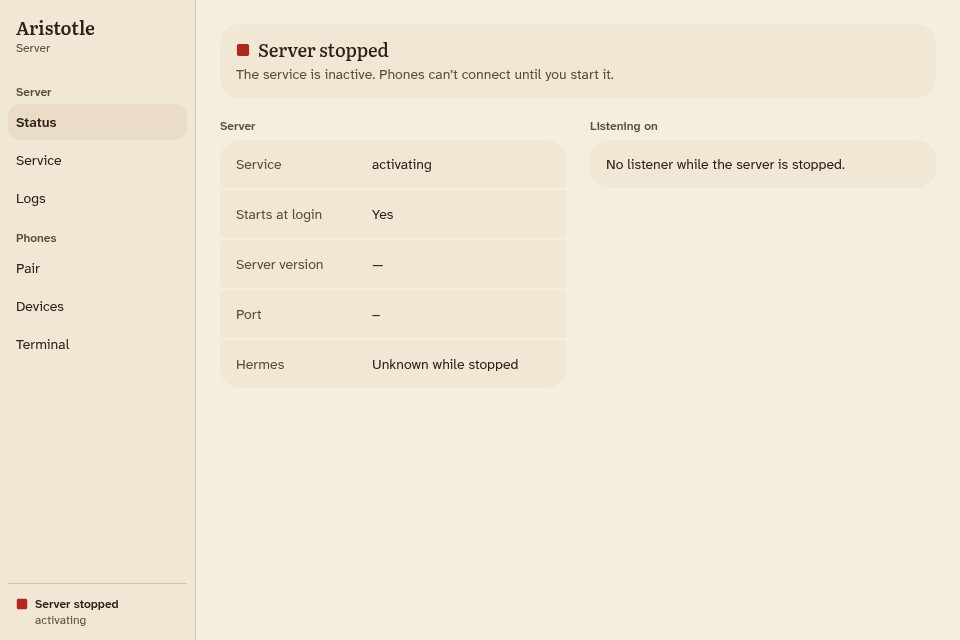 Aristotle
Server
Server
Status
Service
Logs
Phones
Pair
Devices
Terminal
Server stopped
activating
Server stopped
The service is inactive. Phones can't connect until you start it.
Server
Service activating
Starts at login Yes
Server version —
Port –
Hermes Unknown while stopped
Listening on
No listener while the server is stopped.